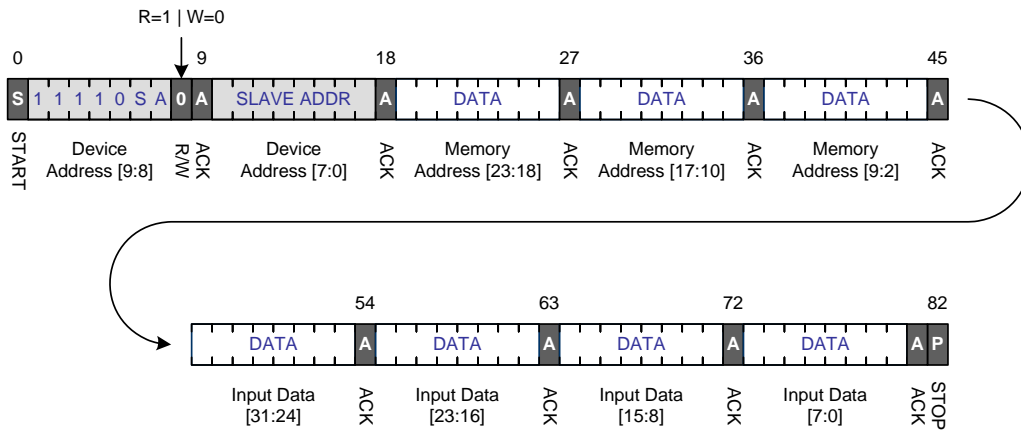 R=1 | W=0
0 9 18 27 36 45
S 1 1 1 1 0 S A 0 A SLAVE ADDR A DATA A DATA A DATA A
START Device Address [9:8] R/W ACK Device Address [7:0] ACK Memory Address [23:18] ACK Memory Address [17:10] ACK Memory Address [9:2] ACK
54 63 72 82
DATA A DATA A DATA A DATA A P
Input Data [31:24] ACK Input Data [23:16] ACK Input Data [15:8] ACK Input Data [7:0] ACK STOP